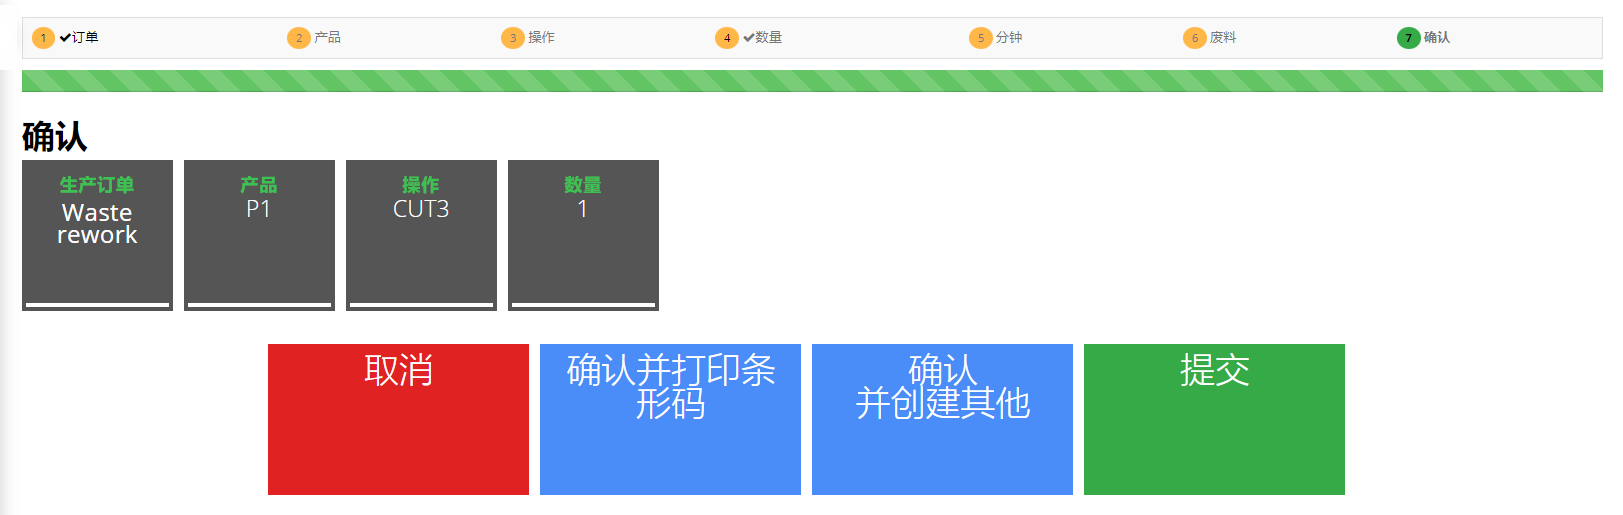 1 ✔订单 2 产品 3 操作 4 ✔数量 5 分钟 6 废料 7 确认
确认
生产订单
Waste
rework
产品
P1
操作
CUT3
数量
1
取消
确认并打印条
形码
确认
并创建其他
提交